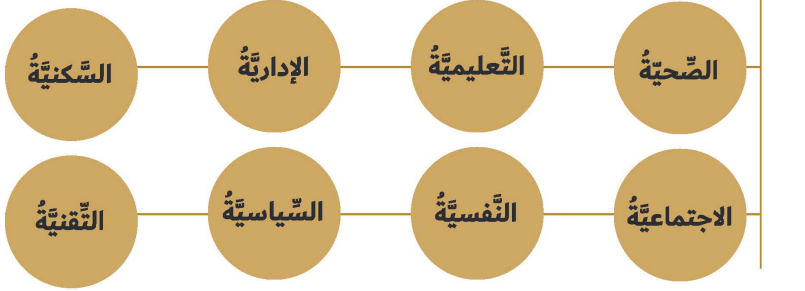 الصِّحيّةُ
التَّعليميَّةُ
الإداريَّةُ
السَّكنيَّةُ
الاجتماعيَّةُ
النَّفسيَّةُ
السِّياسيَّةُ
التِّقنيَّةُ